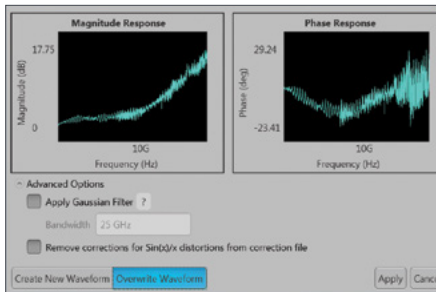 Magnitude Response
17.75
Magnitude (dB)
0
10G
Frequency (Hz)
Phase Response
29.24
Phase (deg)
-23.41
10G
Frequency (Hz)
Advanced Options
Apply Gaussian Filter ?
Bandwidth 25 GHz
Remove corrections for Sin(x)/x distortions from correction file
Create New Waveform Overwrite Waveform Apply Canc